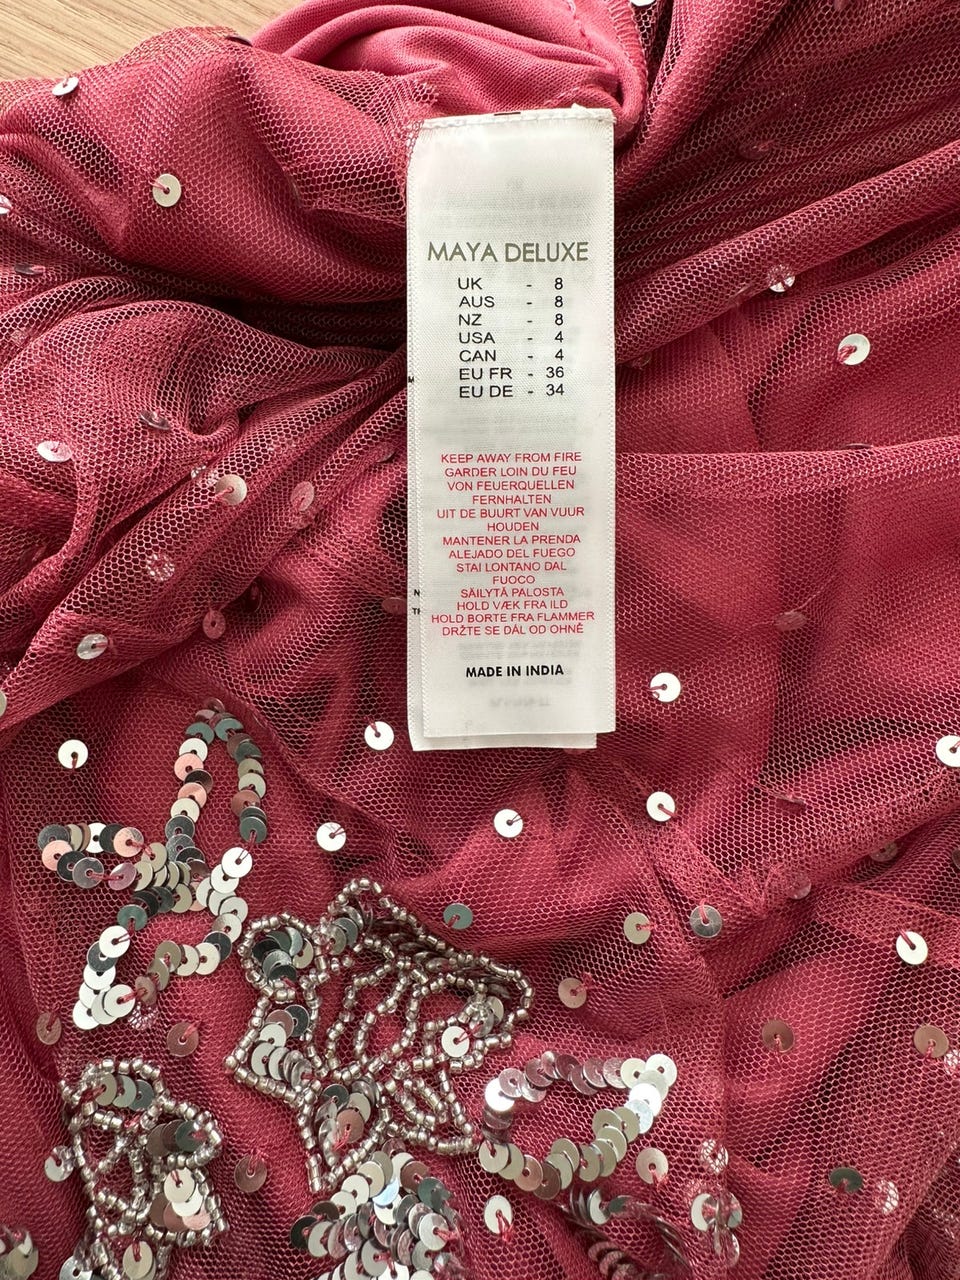 MAYA DELUXE
UK - 8
AUS - 8
NZ - 8
USA - 4
CAN - 4
EU FR - 36
EU DE - 34
KEEP AWAY FROM FIRE
GARDER LOIN DU FEU
VON FEUERQUELLEN
FERNHALTEN
UIT DE BUURT VAN VUUR
HOUDEN
MANTENER LA PRENDA
ALEJADO DEL FUEGO
STAI LONTANO DAL
FUOCO
SÄILYTÄ PALOSTA
HOLD VÆK FRA ILD
HOLD BORTE FRA FLAMMER
DRŽTE SE DÁL OD OHNĚ
MADE IN INDIA